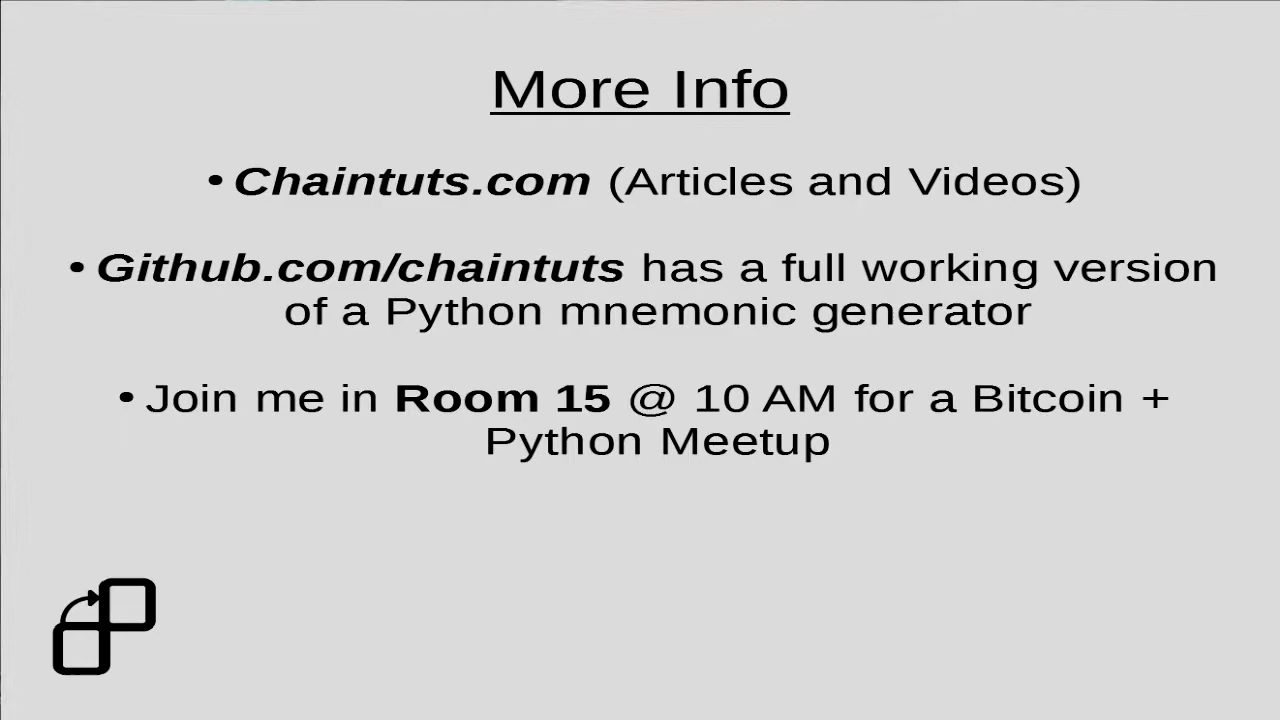 More Info
• Chaintuts.com (Articles and Videos)
• Github.com/chaintuts has a full working version
of a Python mnemonic generator
• Join me in Room 15 @ 10 AM for a Bitcoin +
Python Meetup